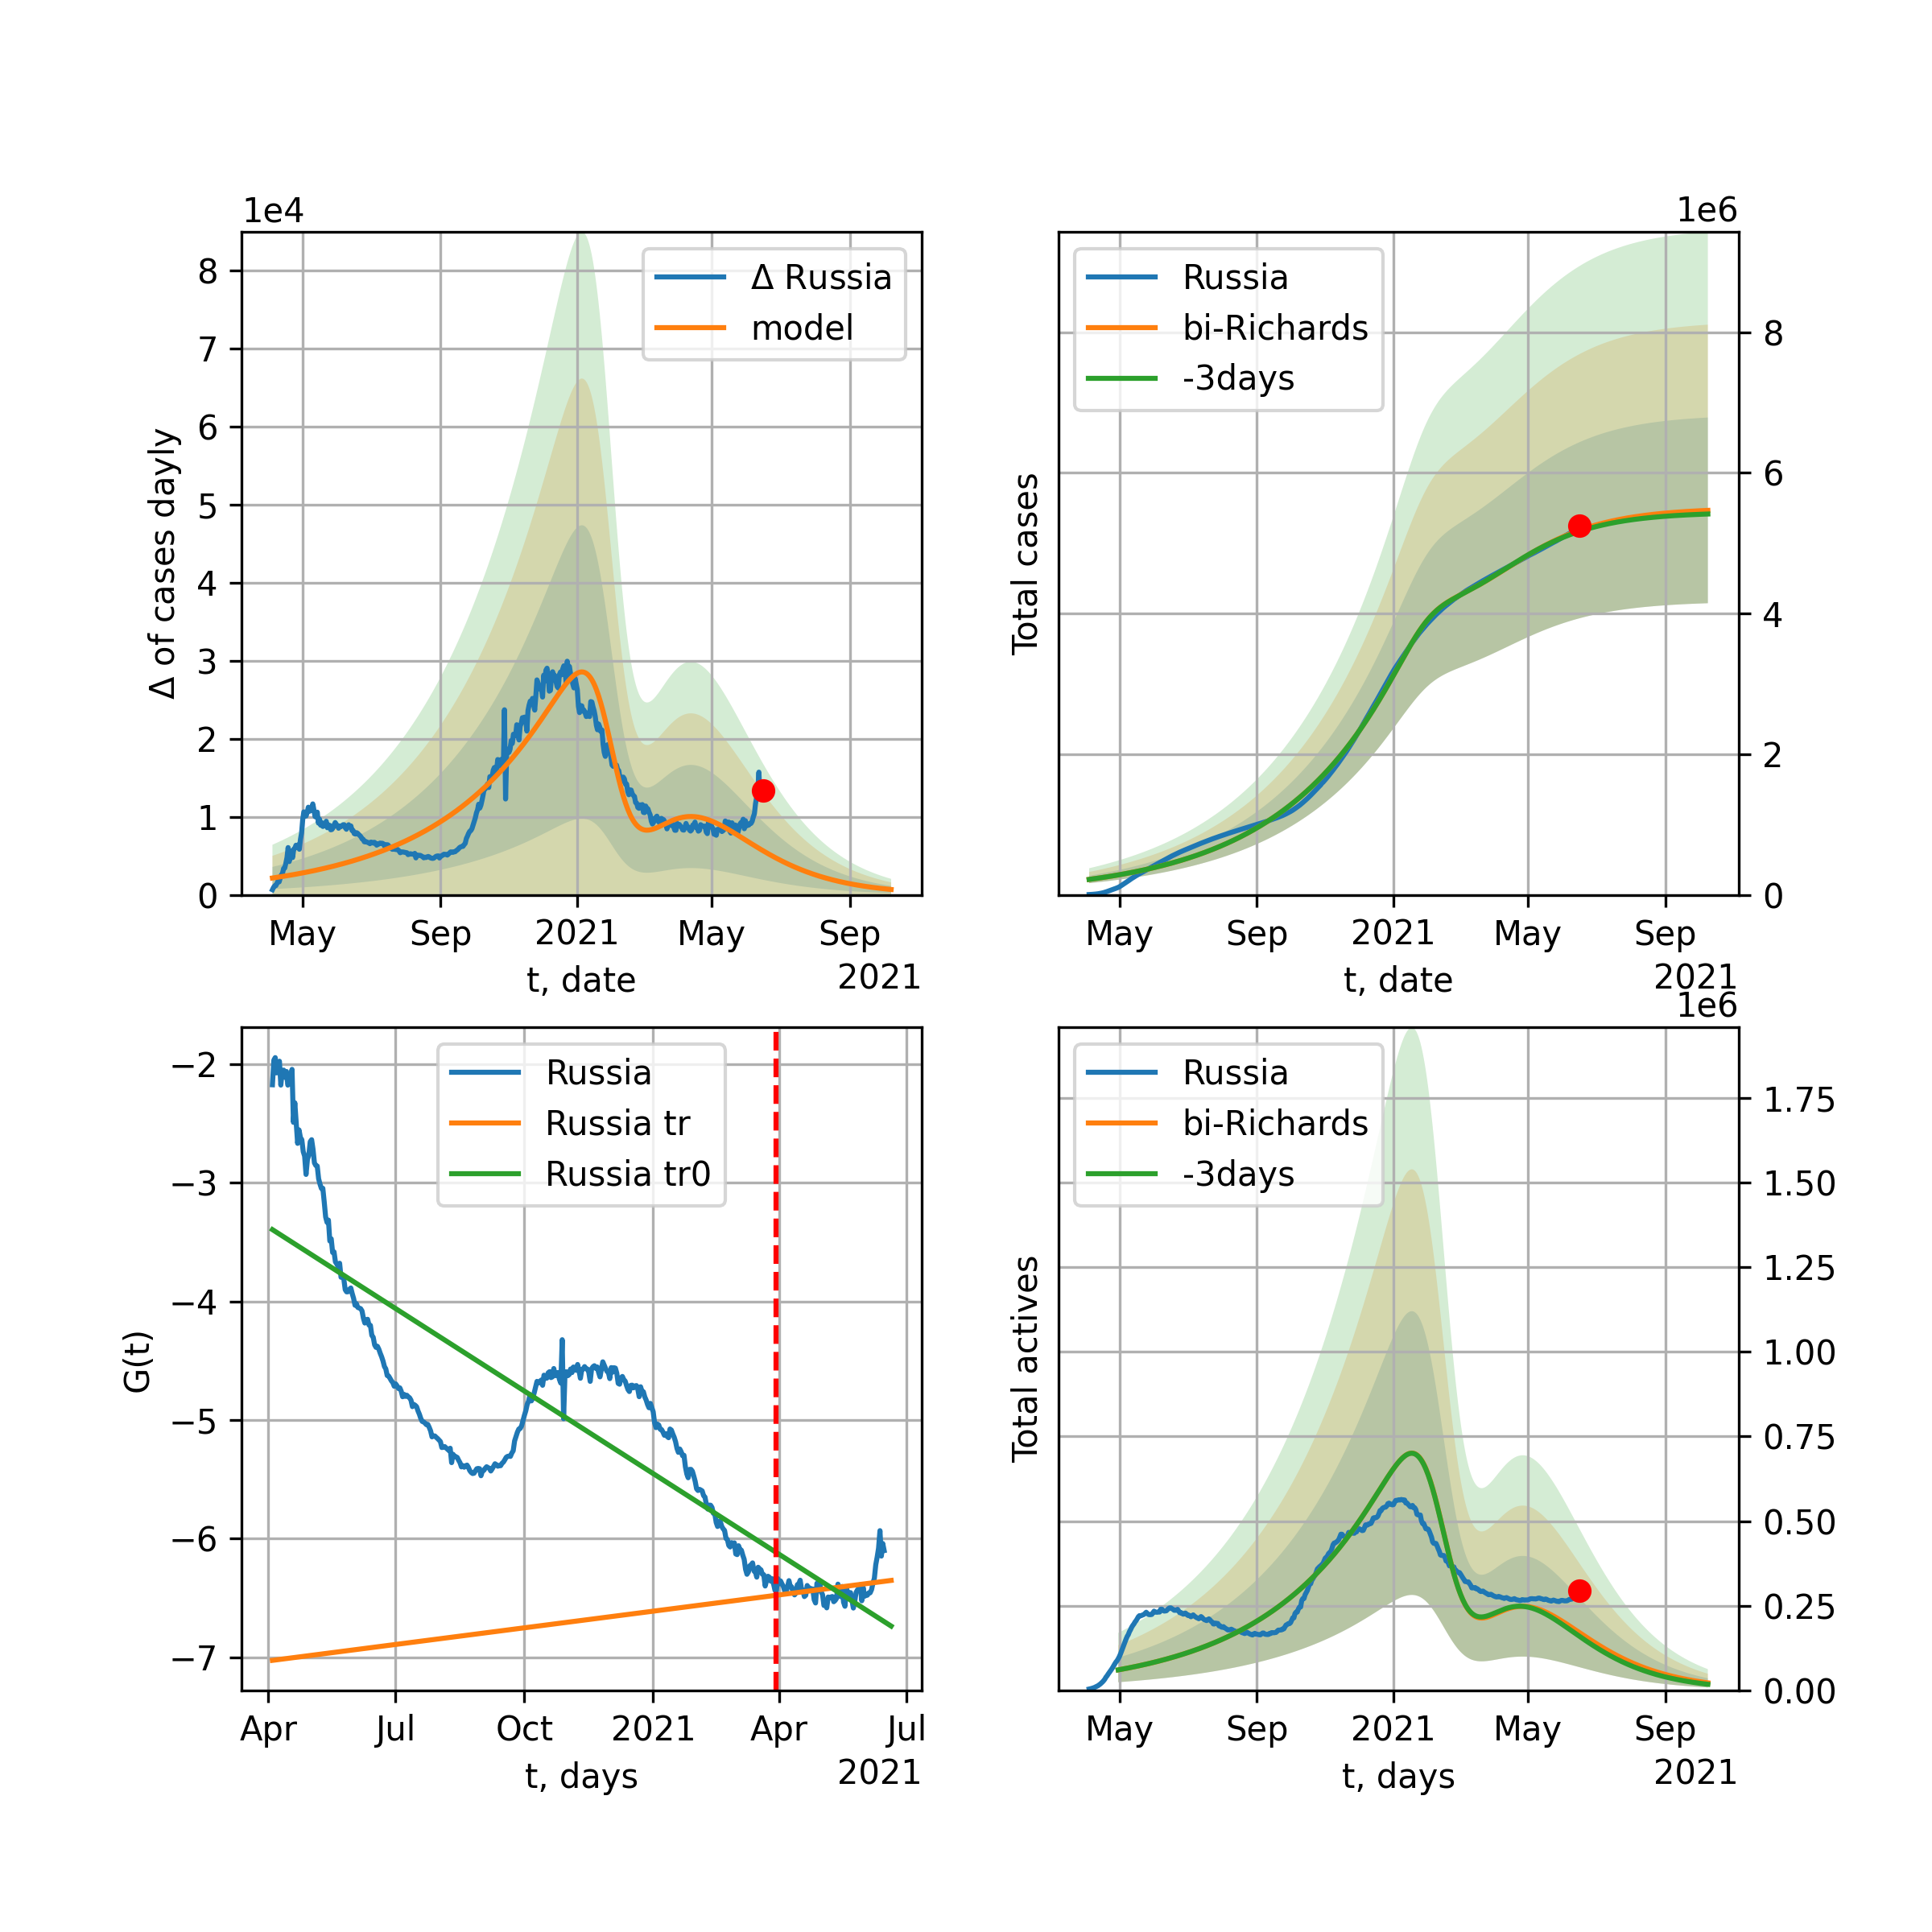 1e4
Δ Russia
model
8
7
6
5
4
3
2
1
0
Δ of cases dayly
May
Sep
2021
May
Sep
t, date
2021
1e6
Russia
bi-Richards
-3days
Total cases
8
6
4
2
0
May
Sep
2021
May
Sep
t, date
2021
Russia
Russia tr
Russia tr0
−2
−3
−4
−5
−6
−7
G(t)
Apr
Jul
Oct
2021
Apr
Jul
t, days
2021
1e6
Russia
bi-Richards
-3days
Total actives
1.75
1.50
1.25
1.00
0.75
0.50
0.25
0.00
May
Sep
2021
May
Sep
t, days
2021